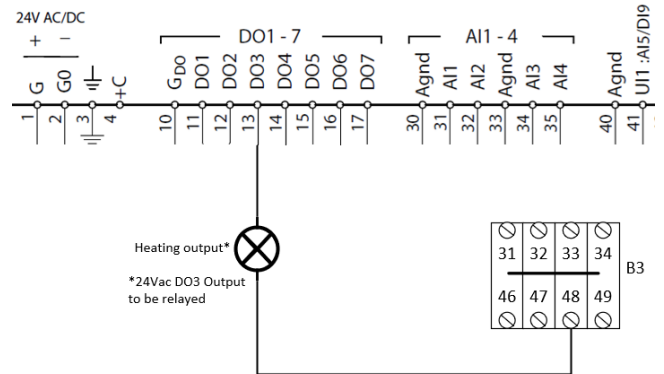 24V AC/DC
+ −
DO1 - 7
AI1 - 4
G
G0
+C
GDO
DO1
DO2
DO3
DO4
DO5
DO6
DO7
Agnd
AI1
AI2
Agnd
AI3
AI4
Agnd
UI1 :AI5/DI9
1
2
3
4
10
11
12
13
14
15
16
17
30
31
32
33
34
35
40
41
Heating output*
*24Vac DO3 Output
to be relayed
31 32 33 34
B3
46 47 48 49